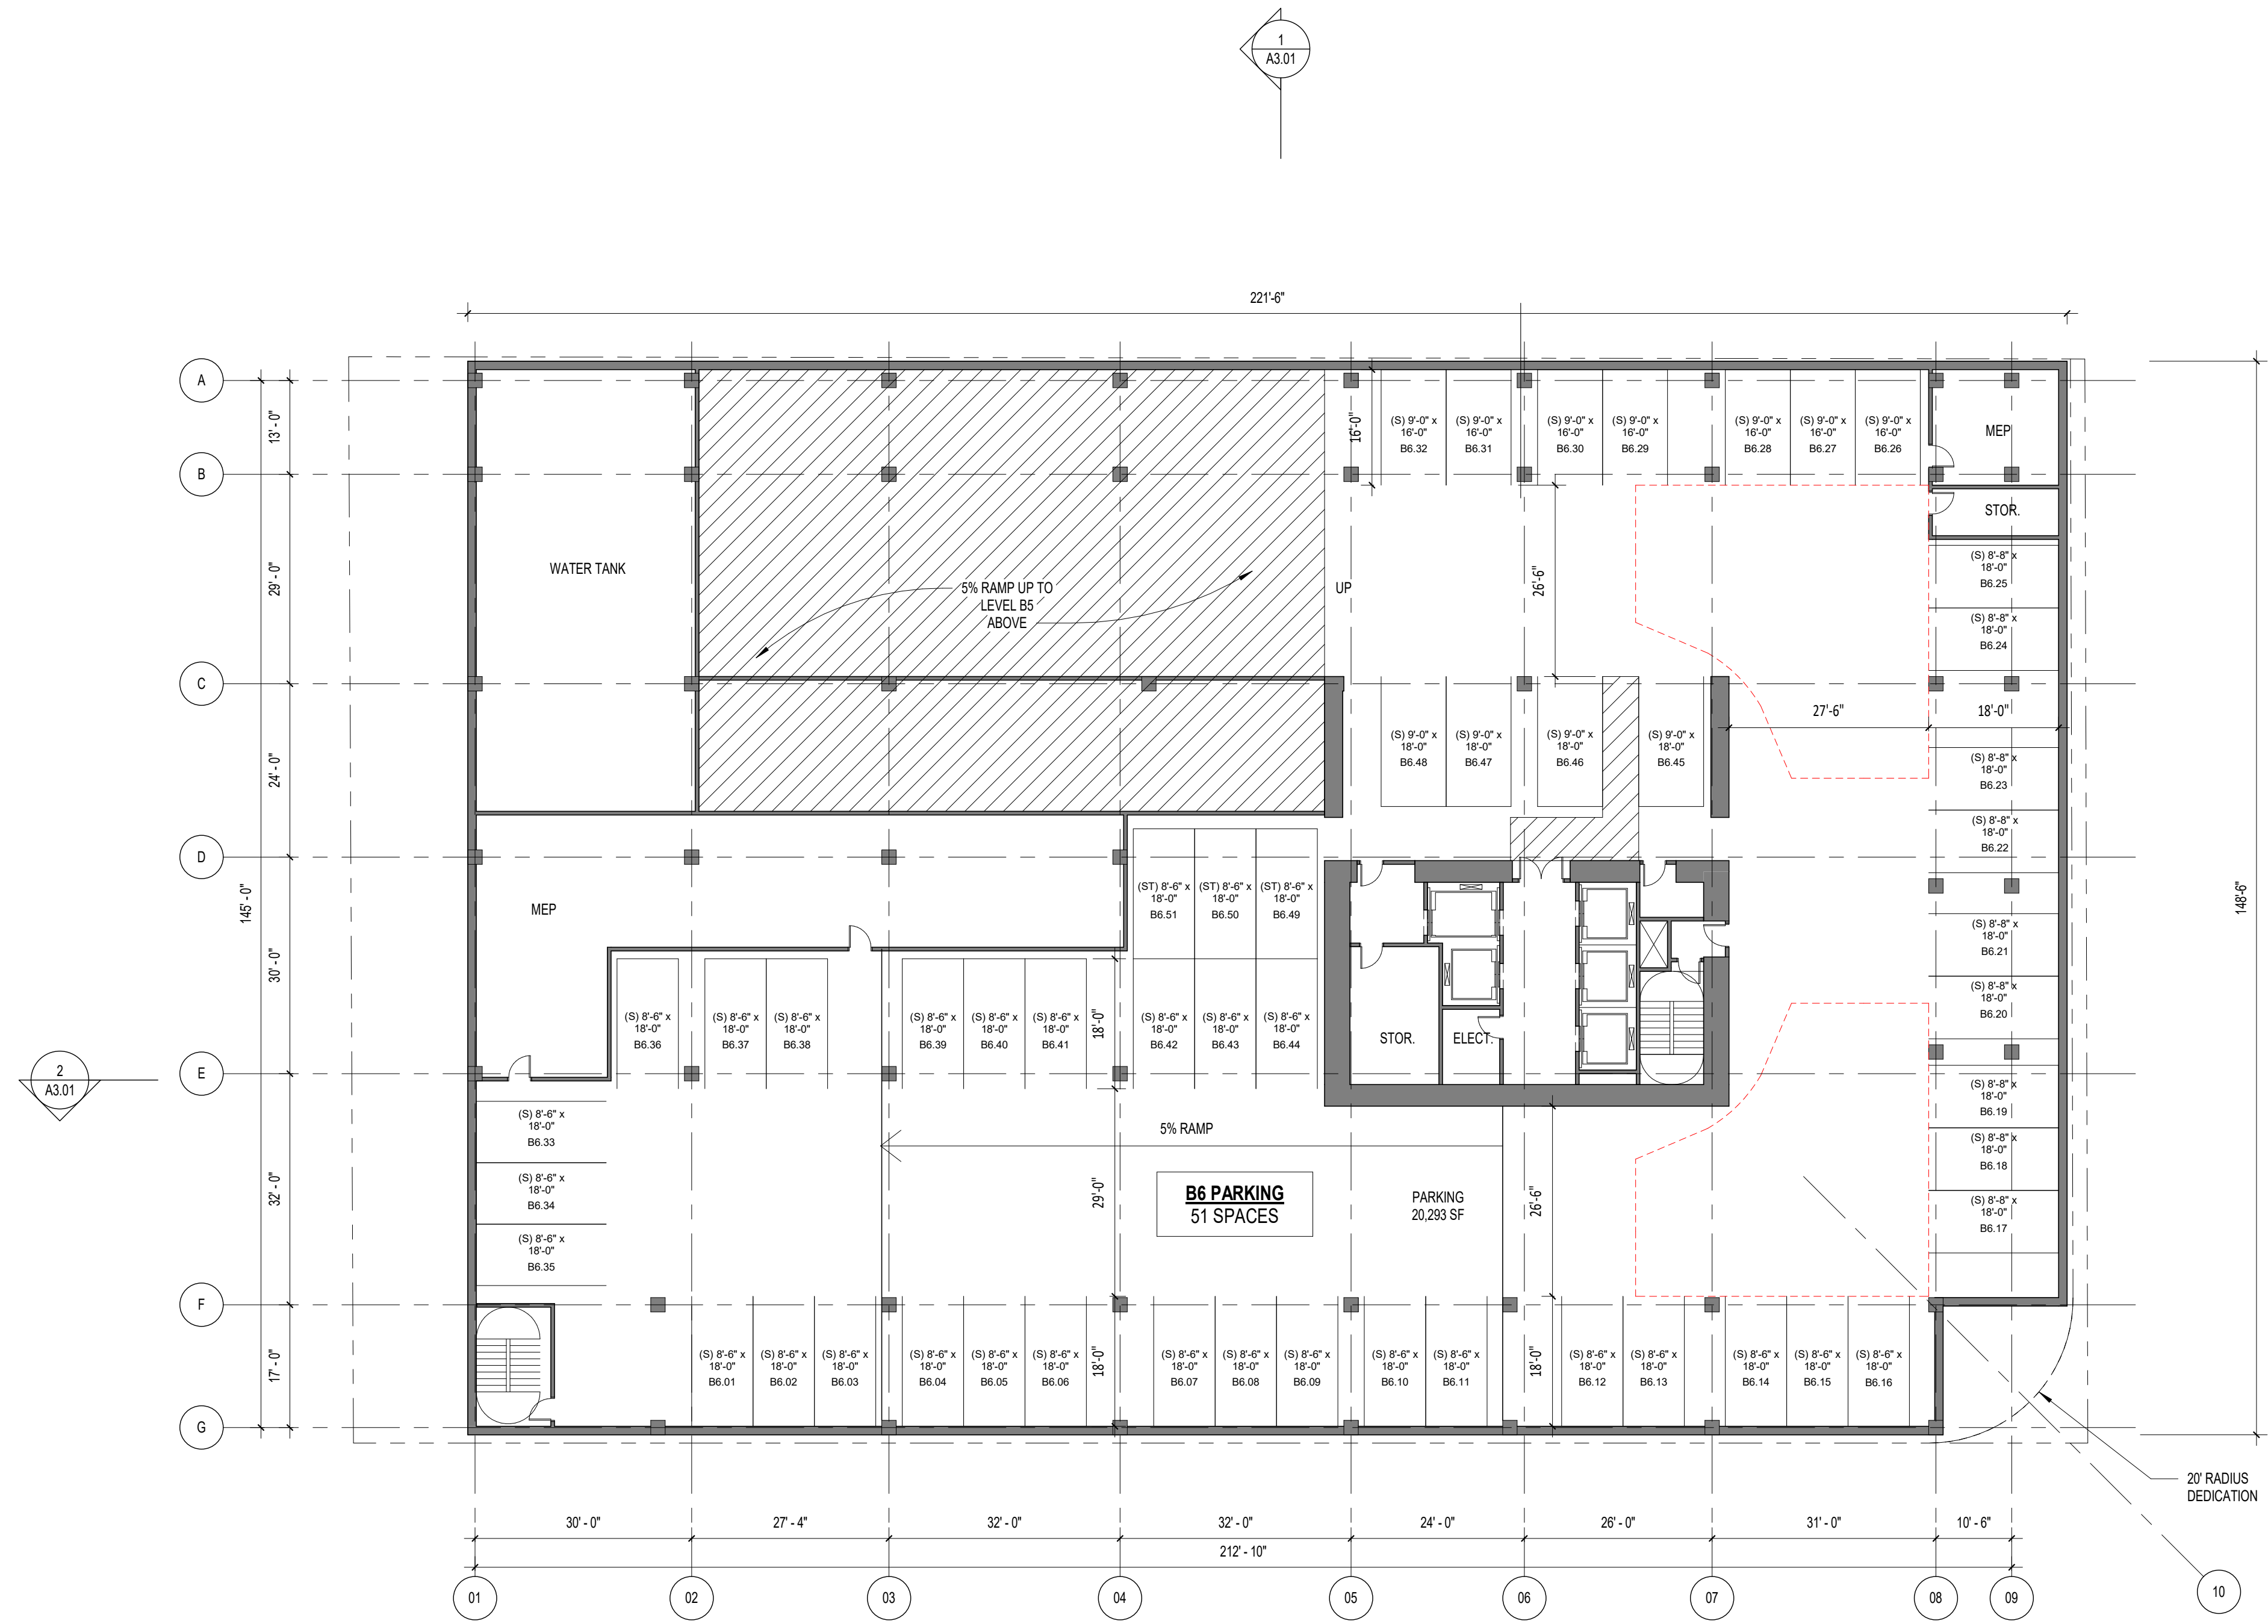 1
A3.01
221'-6"
A
B
C
D
E
F
G
13' - 0"
29' - 0"
24' - 0"
30' - 0"
32' - 0"
17' - 0"
145' - 0"
148'-6"
2
A3.01
WATER TANK
5% RAMP UP TO
LEVEL B5
ABOVE
UP
16'-0"
(S) 9'-0" x
16'-0"
B6.32
(S) 9'-0" x
16'-0"
B6.31
(S) 9'-0" x
16'-0"
B6.30
(S) 9'-0" x
16'-0"
B6.29
(S) 9'-0" x
16'-0"
B6.28
(S) 9'-0" x
16'-0"
B6.27
(S) 9'-0" x
16'-0"
B6.26
MEP
STOR.
26'-6"
(S) 8'-8" x
18'-0"
B6.25
(S) 8'-8" x
18'-0"
B6.24
27'-6"
18'-0"
(S) 9'-0" x
18'-0"
B6.48
(S) 9'-0" x
18'-0"
B6.47
(S) 9'-0" x
18'-0"
B6.46
(S) 9'-0" x
18'-0"
B6.45
(S) 8'-8" x
18'-0"
B6.23
(S) 8'-8" x
18'-0"
B6.22
MEP
(ST) 8'-6" x
18'-0"
B6.51
(ST) 8'-6" x
18'-0"
B6.50
(ST) 8'-6" x
18'-0"
B6.49
(S) 8'-8" x
18'-0"
B6.21
(S) 8'-8" x
18'-0"
B6.20
(S) 8'-6" x
18'-0"
B6.36
(S) 8'-6" x
18'-0"
B6.37
(S) 8'-6" x
18'-0"
B6.38
(S) 8'-6" x
18'-0"
B6.39
(S) 8'-6" x
18'-0"
B6.40
(S) 8'-6" x
18'-0"
B6.41
18'-0"
(S) 8'-6" x
18'-0"
B6.42
(S) 8'-6" x
18'-0"
B6.43
(S) 8'-6" x
18'-0"
B6.44
STOR.
ELECT.
(S) 8'-8" x
18'-0"
B6.19
(S) 8'-8" x
18'-0"
B6.18
(S) 8'-8" x
18'-0"
B6.17
(S) 8'-6" x
18'-0"
B6.33
(S) 8'-6" x
18'-0"
B6.34
(S) 8'-6" x
18'-0"
B6.35
5% RAMP
29'-0"
B6 PARKING
51 SPACES
PARKING
20,293 SF
26'-6"
(S) 8'-6" x
18'-0"
B6.01
(S) 8'-6" x
18'-0"
B6.02
(S) 8'-6" x
18'-0"
B6.03
(S) 8'-6" x
18'-0"
B6.04
(S) 8'-6" x
18'-0"
B6.05
(S) 8'-6" x
18'-0"
B6.06
18'-0"
(S) 8'-6" x
18'-0"
B6.07
(S) 8'-6" x
18'-0"
B6.08
(S) 8'-6" x
18'-0"
B6.09
(S) 8'-6" x
18'-0"
B6.10
(S) 8'-6" x
18'-0"
B6.11
18'-0"
(S) 8'-6" x
18'-0"
B6.12
(S) 8'-6" x
18'-0"
B6.13
(S) 8'-6" x
18'-0"
B6.14
(S) 8'-6" x
18'-0"
B6.15
(S) 8'-6" x
18'-0"
B6.16
20' RADIUS
DEDICATION
30' - 0"
27' - 4"
32' - 0"
32' - 0"
24' - 0"
26' - 0"
31' - 0"
10' - 6"
212' - 10"
01
02
03
04
05
06
07
08
09
10